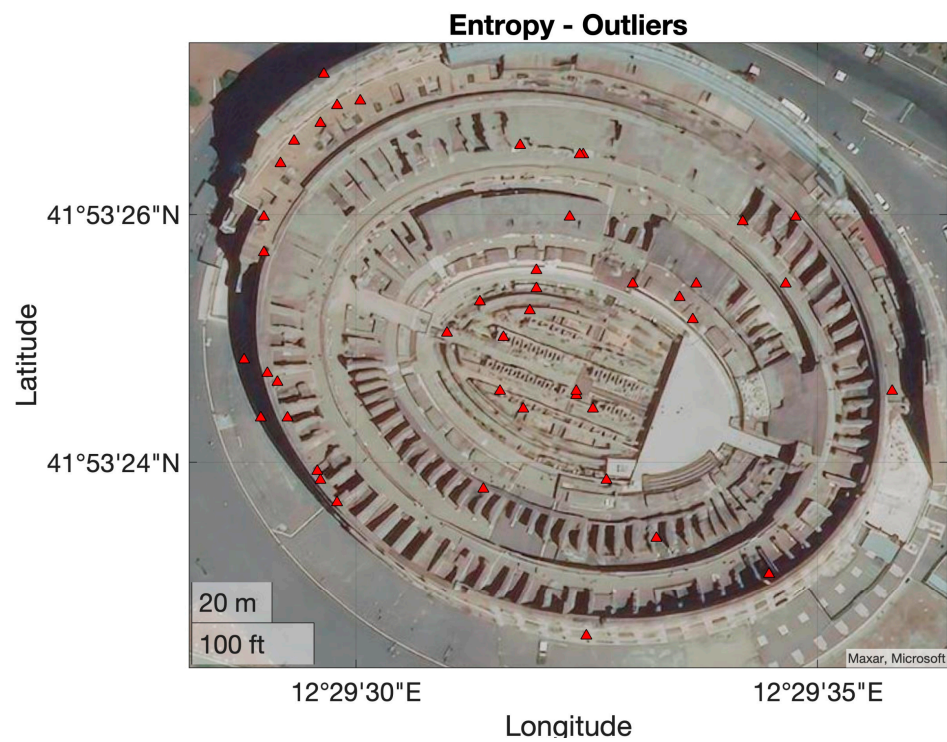 Entropy - Outliers
41°53'26"N
Latitude
41°53'24"N
20 m
100 ft
Maxar, Microsoft
12°29'30"E
12°29'35"E
Longitude